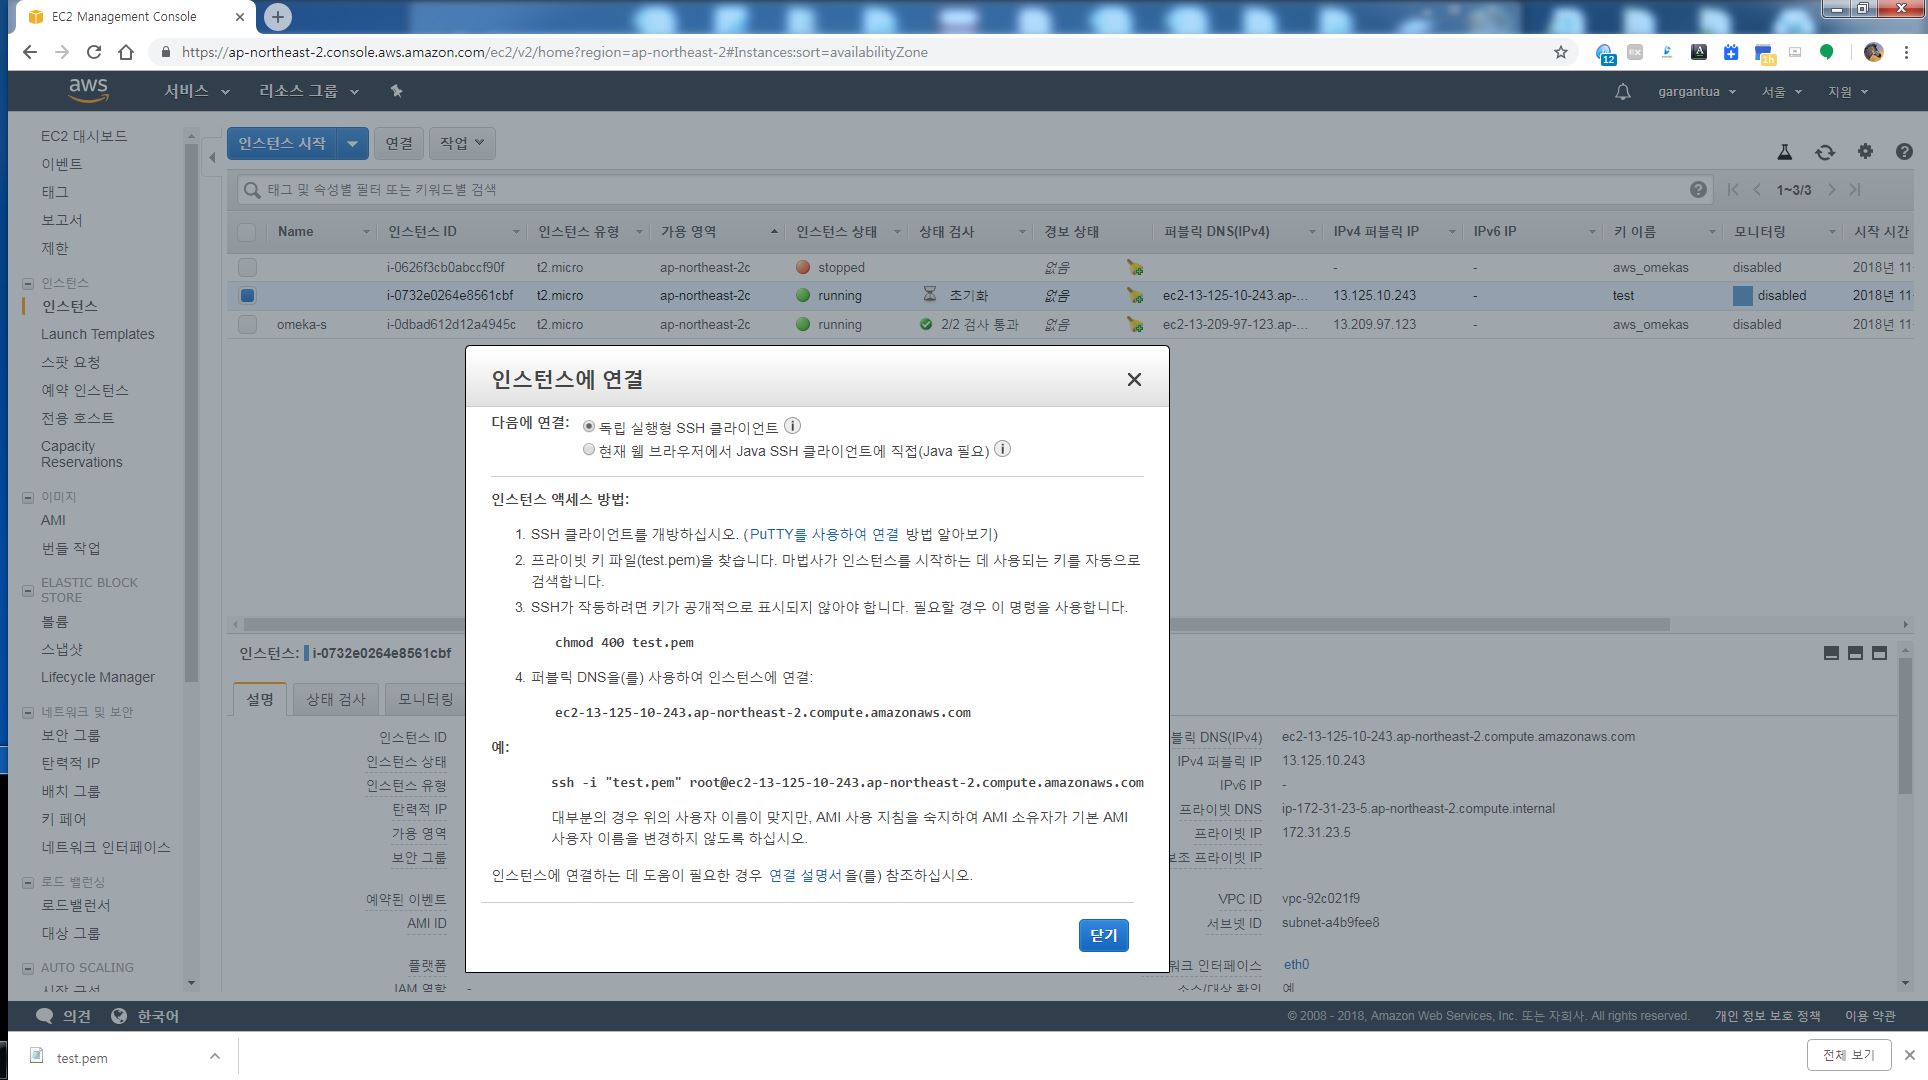 EC2 Management Console
https://ap-northeast-2.console.aws.amazon.com/ec2/v2/home?region=ap-northeast-2#Instances:sort=availabilityZone
12
1h
aws 서비스 리소스 그룹 gargantua 서울 지원
EC2 대시보드
이벤트
태그
보고서
제한
인스턴스
인스턴스
Launch Templates
스팟 요청
예약 인스턴스
전용 호스트
Capacity
Reservations
이미지
AMI
번들 작업
ELASTIC BLOCK
STORE
볼륨
스냅샷
Lifecycle Manager
네트워크 및 보안
보안 그룹
탄력적 IP
배치 그룹
키 페어
네트워크 인터페이스
로드 밸런싱
로드밸런서
대상 그룹
AUTO SCALING
시작 구성
인스턴스 시작 연결 작업
태그 및 속성별 필터 또는 키워드별 검색 1~3/3
Name 인스턴스 ID 인스턴스 유형 가용 영역 인스턴스 상태 상태 검사 경보 상태 퍼블릭 DNS(IPv4) IPv4 퍼블릭 IP IPv6 IP 키 이름 모니터링 시작 시간
i-0626f3cb0abccf90f t2.micro ap-northeast-2c stopped 없음 - - aws_omekas disabled 2018년 11-
i-0732e0264e8561cbf t2.micro ap-northeast-2c running 초기화 없음 ec2-13-125-10-243.ap-... 13.125.10.243 - test disabled 2018년 11-
omeka-s i-0dbad612d12a4945c t2.micro ap-northeast-2c running 2/2 검사 통과 없음 ec2-13-209-97-123.ap-... 13.209.97.123 - aws_omekas disabled 2018년 11-
인스턴스에 연결
다음에 연결: 독립 실행형 SSH 클라이언트
현재 웹 브라우저에서 Java SSH 클라이언트에 직접(Java 필요)
인스턴스 액세스 방법:
1. SSH 클라이언트를 개방하십시오. (PuTTY를 사용하여 연결 방법 알아보기)
2. 프라이빗 키 파일(test.pem)을 찾습니다. 마법사가 인스턴스를 시작하는 데 사용되는 키를 자동으로
검색합니다.
3. SSH가 작동하려면 키가 공개적으로 표시되지 않아야 합니다. 필요할 경우 이 명령을 사용합니다.
chmod 400 test.pem
4. 퍼블릭 DNS을(를) 사용하여 인스턴스에 연결:
ec2-13-125-10-243.ap-northeast-2.compute.amazonaws.com
예:
ssh -i "test.pem" root@ec2-13-125-10-243.ap-northeast-2.compute.amazonaws.com
대부분의 경우 위의 사용자 이름이 맞지만, AMI 사용 지침을 숙지하여 AMI 소유자가 기본 AMI
사용자 이름을 변경하지 않도록 하십시오.
인스턴스에 연결하는 데 도움이 필요한 경우 연결 설명서을(를) 참조하십시오.
닫기
인스턴스: i-0732e0264e8561cbf
설명 상태 검사 모니터링
인스턴스 ID
인스턴스 상태
인스턴스 유형
탄력적 IP
가용 영역
보안 그룹
예약된 이벤트
AMI ID
플랫폼
IAM 역할 -
블릭 DNS(IPv4) ec2-13-125-10-243.ap-northeast-2.compute.amazonaws.com
IPv4 퍼블릭 IP 13.125.10.243
IPv6 IP -
프라이빗 DNS ip-172-31-23-5.ap-northeast-2.compute.internal
프라이빗 IP 172.31.23.5
보조 프라이빗 IP
VPC ID vpc-92c021f9
서브넷 ID subnet-a4b9fee8
워크 인터페이스 eth0
소스/대상 확인 예
의견 한국어 © 2008 - 2018, Amazon Web Services, Inc. 또는 자회사. All rights reserved. 개인 정보 보호 정책 이용 약관
test.pem 전체 보기